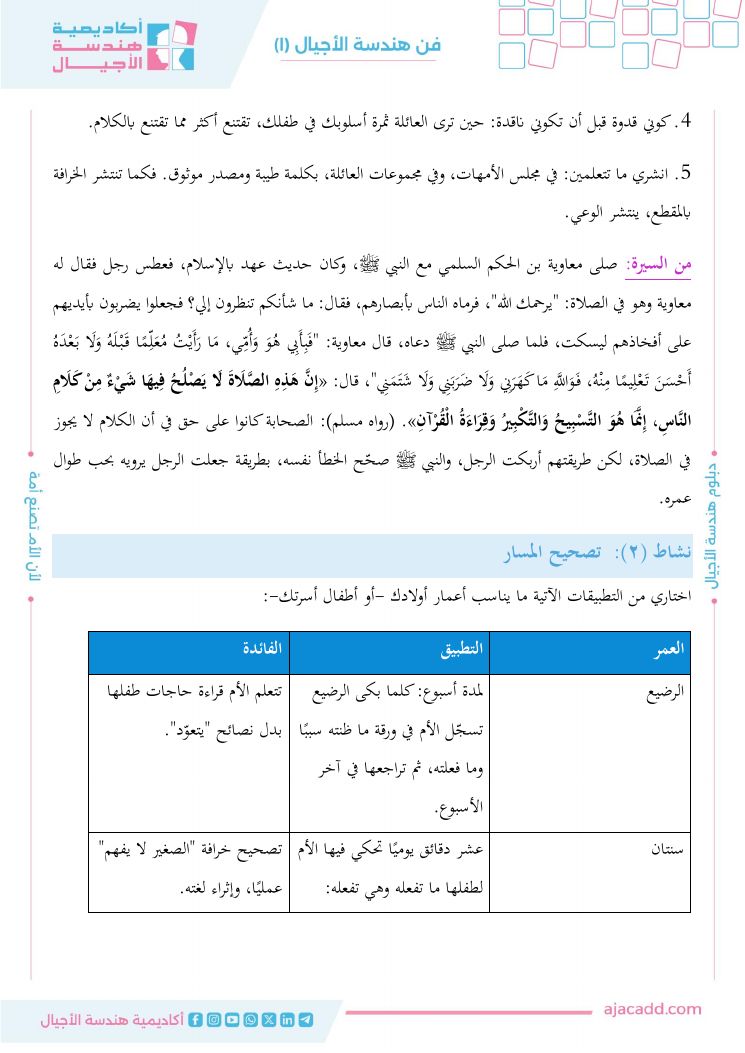 أكاديمية
هندسة
الأجيال
فن هندسة الأجيال (١)
4. كوني قدوة قبل أن تكوني ناقدة: حين ترى العائلة ثمرة أسلوبك في طفلك، تقتنع أكثر مما تقتنع بالكلام.
5. انشري ما تتعلمين: في مجلس الأمهات، وفي مجموعات العائلة، بكلمة طيبة ومصدر موثوق. فكما تنتشر الخرافة
بالمقطع، ينتشر الوعي.
من السيرة: صلى معاوية بن الحكم السلمي مع النبي ﷺ، وكان حديث عهد بالإسلام، فعطس رجل فقال له
معاوية وهو في الصلاة: "يرحمك الله"، فرماه الناس بأبصارهم، فقال: ما شأنكم تنظرون إلي؟ فجعلوا يضربون بأيديهم
على أفخاذهم ليسكت، فلما صلى النبي ﷺ دعاه، قال معاوية: "فَبِأَبِي هُوَ وَأُمِّي، مَا رَأَيْتُ مُعَلِّمًا قَبْلَهُ وَلَا بَعْدَهُ
أَحْسَنَ تَعْلِيمًا مِنْهُ، فَوَاللَّهِ مَا كَهَرَنِي وَلَا ضَرَبَنِي وَلَا شَتَمَنِي"، قال: «إِنَّ هَذِهِ الصَّلَاةَ لَا يَصْلُحُ فِيهَا شَيْءٌ مِنْ كَلَامِ
النَّاسِ، إِنَّمَا هُوَ التَّسْبِيحُ وَالتَّكْبِيرُ وَقِرَاءَةُ الْقُرْآنِ». (رواه مسلم): الصحابة كانوا على حق في أن الكلام لا يجوز
في الصلاة، لكن طريقتهم أربكت الرجل، والنبي ﷺ صحّح الخطأ نفسه، بطريقة جعلت الرجل يرويه بحب طوال
عمره.
نشاط (٢): تصحيح المسار
اختاري من التطبيقات الآتية ما يناسب أعمار أولادك -أو أطفال أسرتك-:
العمر التطبيق الفائدة
الرضيع لمدة أسبوع: كلما بكى الرضيع تتعلم الأم قراءة حاجات طفلها
تسجّل الأم في ورقة ما ظنته سببًا بدل نصائح "يتعوّد".
وما فعلته، ثم تراجعها في آخر
الأسبوع.
سنتان عشر دقائق يوميًا تحكي فيها الأم تصحيح خرافة "الصغير لا يفهم"
لطفلها ما تفعله وهي تفعله: عمليًا، وإثراء لغته.
دبلوم هندسة الأجيال
لأن الأم تصنع أمة
أكاديمية هندسة الأجيال
ajacadd.com